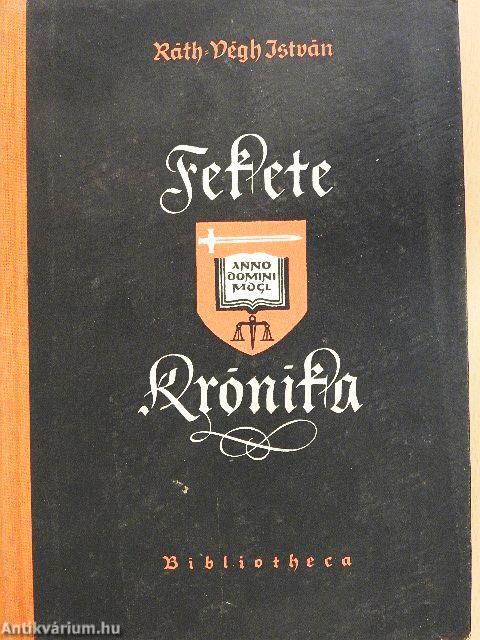 Ráth-Végh István
Fekete
ANNO
DOMINI
MDCL
Krónika
Bibliotheca
Antikvárium.hu